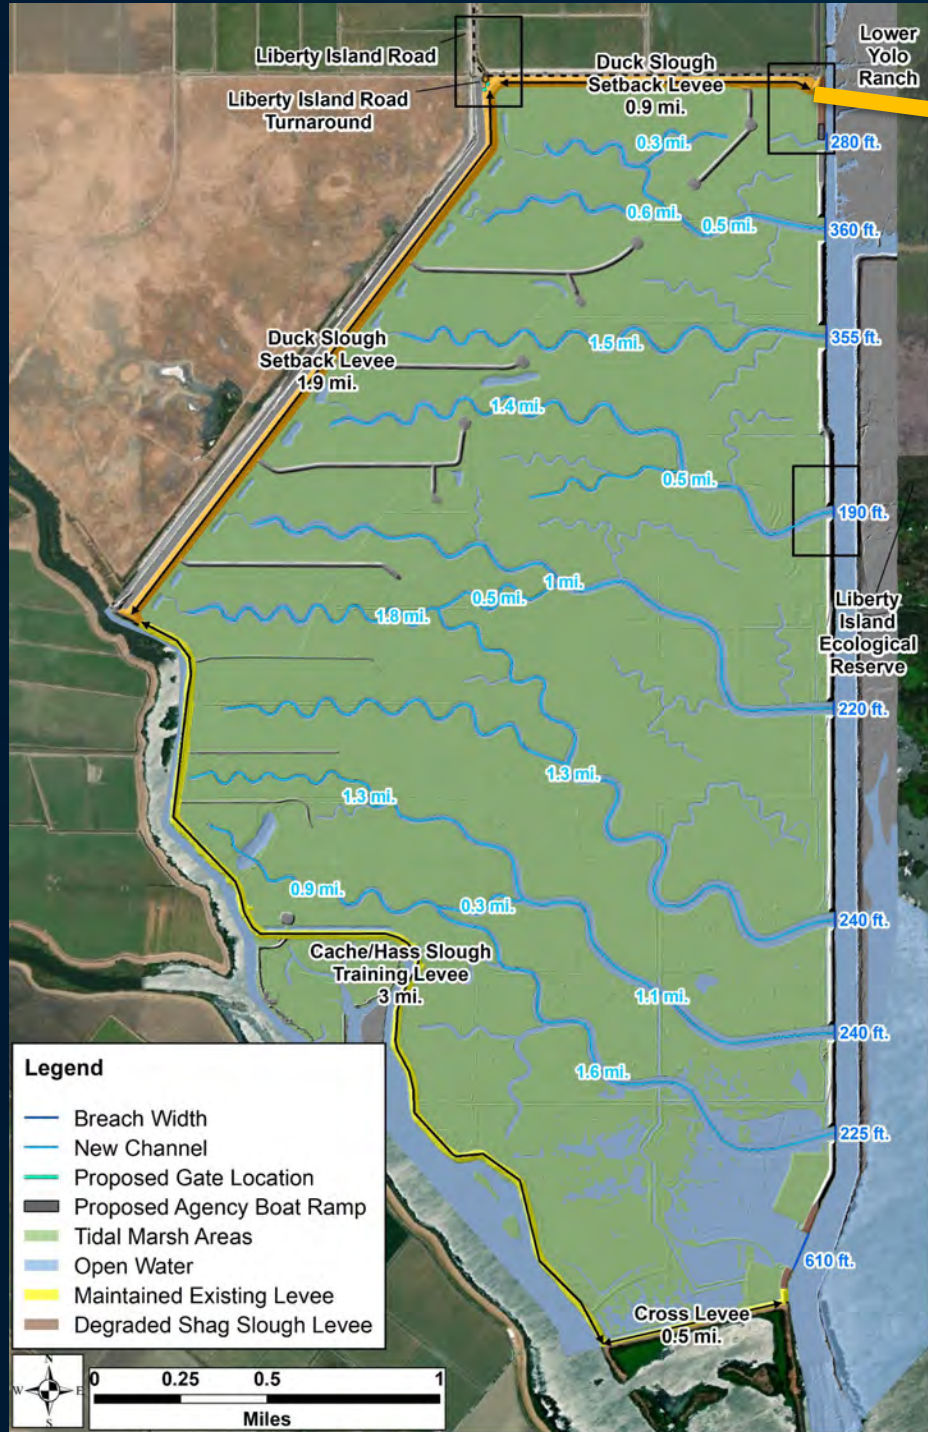 Liberty Island Road
Lower
Yolo
Ranch
Duck Slough
Setback Levee
0.9 mi.
Liberty Island Road
Turnaround
0.3 mi.
280 ft.
0.6 mi.
0.5 mi.
360 ft.
Duck Slough
Setback Levee
1.9 mi.
1.5 mi.
355 ft.
1.4 mi.
0.5 mi.
190 ft.
1 mi.
0.5 mi.
1.8 mi.
Liberty
Island
Ecological
Reserve
220 ft.
1.3 mi.
1.3 mi.
0.9 mi.
0.3 mi.
240 ft.
Cache/Hass Slough
Training Levee
3 mi.
1.1 mi.
240 ft.
1.6 mi.
225 ft.
610 ft.
Cross Levee
0.5 mi.
Legend
Breach Width
New Channel
Proposed Gate Location
Proposed Agency Boat Ramp
Tidal Marsh Areas
Open Water
Maintained Existing Levee
Degraded Shag Slough Levee
N
W E
S
0 0.25 0.5 1
Miles